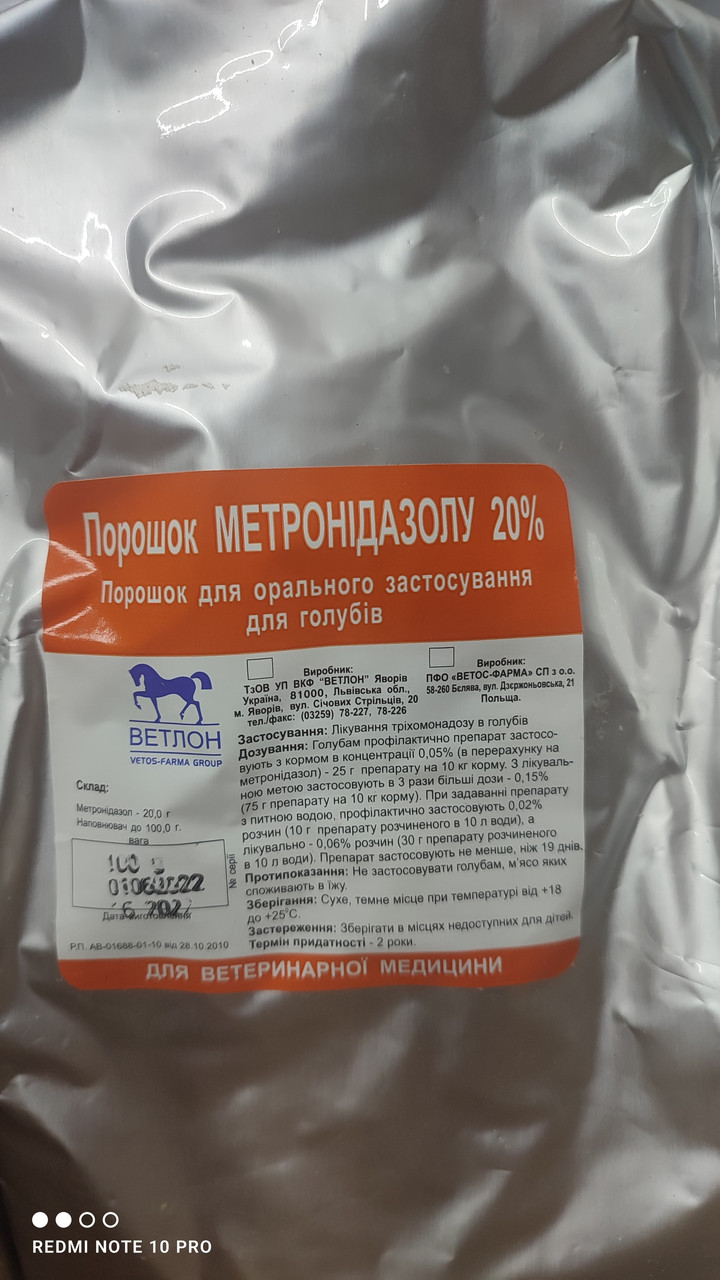 Порошок МЕТРОНІДАЗОЛУ 20%
Порошок для орального застосування
для голубів
ВЕТЛОН
VETOS-FARMA GROUP
Склад:
Метронідазол - 20,0 г
Наповнювач до 100,0 г.
вага
100 g
№ серії
Дата виготовлення
Р.П. АВ-01688-01-10 від 28.10.2010
Виробник:
ТзОВ УП ВКФ "ВЕТЛОН" Яворів
Україна, 81000, Львівська обл.,
м. Яворів, вул. Січових Стрільців, 20
тел./факс: (03259) 78-227, 78-226
Виробник:
ПФО «ВЕТОС-ФАРМА» СП з о.о.
58-260 Бєлява, вул. Дзєржоньовська, 21
Польща.
Застосування: Лікування тріхомонадозу в голубів
Дозування: Голубам профілактично препарат застосо-
вують з кормом в концентрації 0,05% (в перерахунку на
метронідазол) - 25 г препарату на 10 кг корму. З лікуваль-
ною метою застосовують в 3 рази більші дози - 0,15%
(75 г препарату на 10 кг корму). При задаванні препарату
з питною водою, профілактично застосовують 0,02%
розчин (10 г препарату розчиненого в 10 л води), а
лікувально - 0,06% розчин (30 г препарату розчиненого
в 10 л води). Препарат застосовують не менше, ніж 19 днів.
Протипоказання: Не застосовувати голубам, м'ясо яких
споживають в їжу.
Зберігання: Сухе, темне місце при температурі від +18
до +25°С.
Застереження: Зберігати в місцях недоступних для дітей.
Термін придатності - 2 роки.
ДЛЯ ВЕТЕРИНАРНОЇ МЕДИЦИНИ
REDMI NOTE 10 PRO